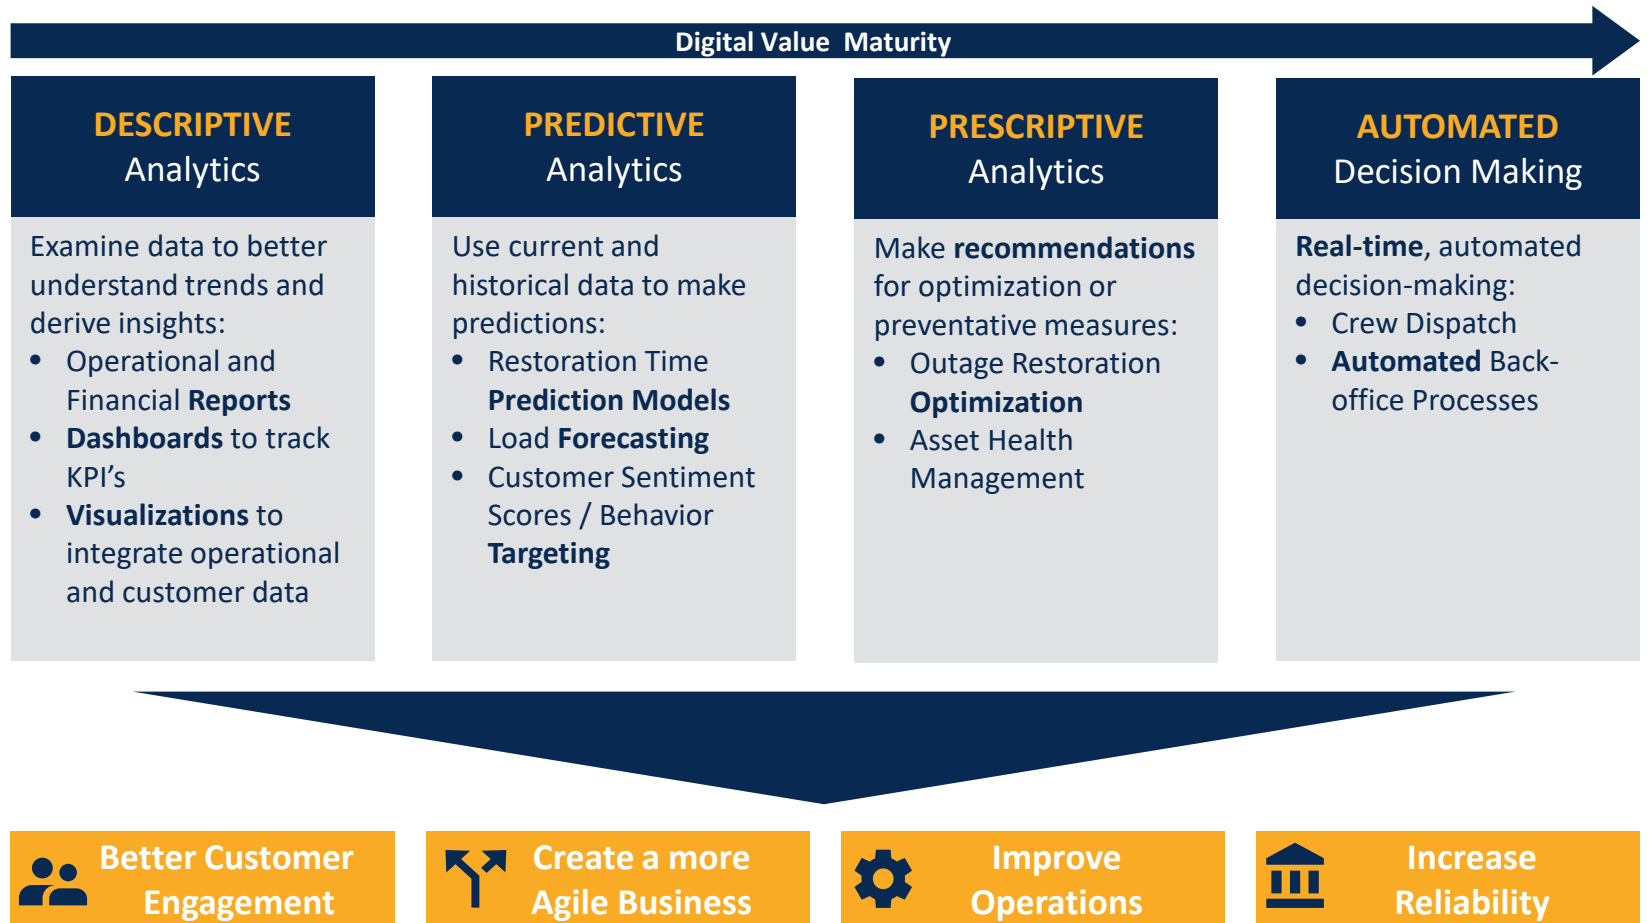 Digital Value  Maturity
DESCRIPTIVE
Analytics
Examine data to better
understand trends and
derive insights:
• Operational and
Financial Reports
• Dashboards to track
KPI’s
• Visualizations to
integrate operational
and customer data
PREDICTIVE
Analytics
Use current and
historical data to make
predictions:
• Restoration Time
Prediction Models
• Load Forecasting
• Customer Sentiment
Scores / Behavior
Targeting
PRESCRIPTIVE
Analytics
Make recommendations
for optimization or
preventative measures:
• Outage Restoration
Optimization
• Asset Health
Management
AUTOMATED
Decision Making
Real-time, automated
decision-making:
• Crew Dispatch
• Automated Back-
office Processes
Better Customer
Engagement
Create a more
Agile Business
Improve
Operations
Increase
Reliability